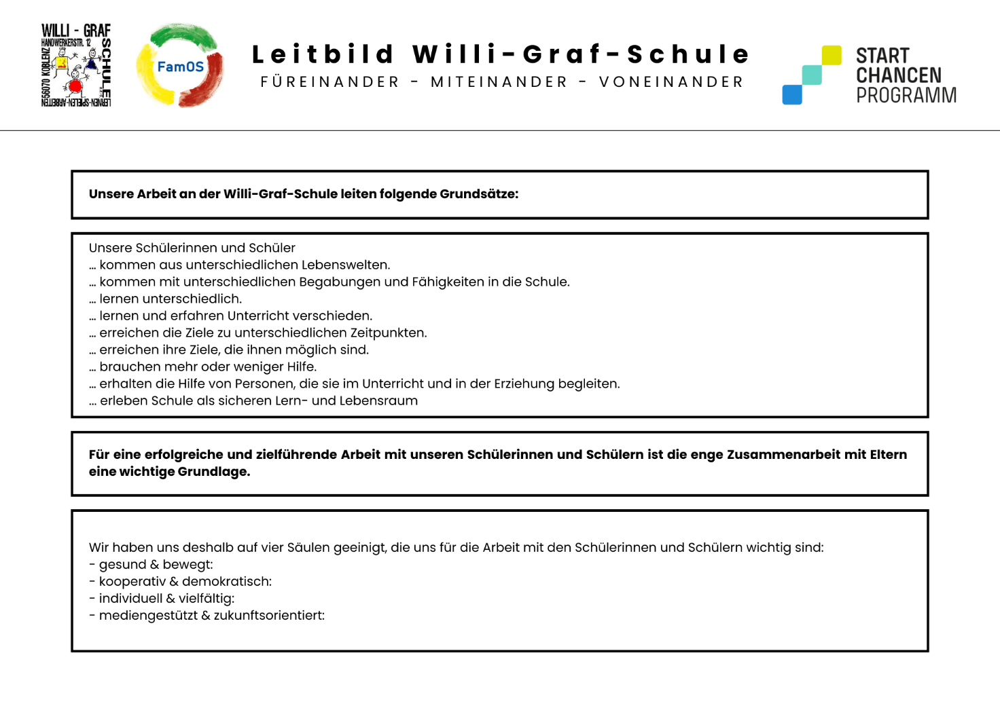 WILLI - GRAF
SCHULE
HANDWERKERSTR. 12
56070 KOBLENZ
LERNEN-SPIELEN-ARBEITEN
FamOS
Leitbild Willi-Graf-Schule
FÜREINANDER - MITEINANDER - VONEINANDER
START
CHANCEN
PROGRAMM
Unsere Arbeit an der Willi-Graf-Schule leiten folgende Grundsätze:
Unsere Schülerinnen und Schüler
... kommen aus unterschiedlichen Lebenswelten.
... kommen mit unterschiedlichen Begabungen und Fähigkeiten in die Schule.
... lernen unterschiedlich.
... lernen und erfahren Unterricht verschieden.
... erreichen die Ziele zu unterschiedlichen Zeitpunkten.
... erreichen ihre Ziele, die ihnen möglich sind.
... brauchen mehr oder weniger Hilfe.
... erhalten die Hilfe von Personen, die sie im Unterricht und in der Erziehung begleiten.
... erleben Schule als sicheren Lern- und Lebensraum
Für eine erfolgreiche und zielführende Arbeit mit unseren Schülerinnen und Schülern ist die enge Zusammenarbeit mit Eltern
eine wichtige Grundlage.
Wir haben uns deshalb auf vier Säulen geeinigt, die uns für die Arbeit mit den Schülerinnen und Schülern wichtig sind:
- gesund & bewegt:
- kooperativ & demokratisch:
- individuell & vielfältig:
- mediengestützt & zukunftsorientiert: